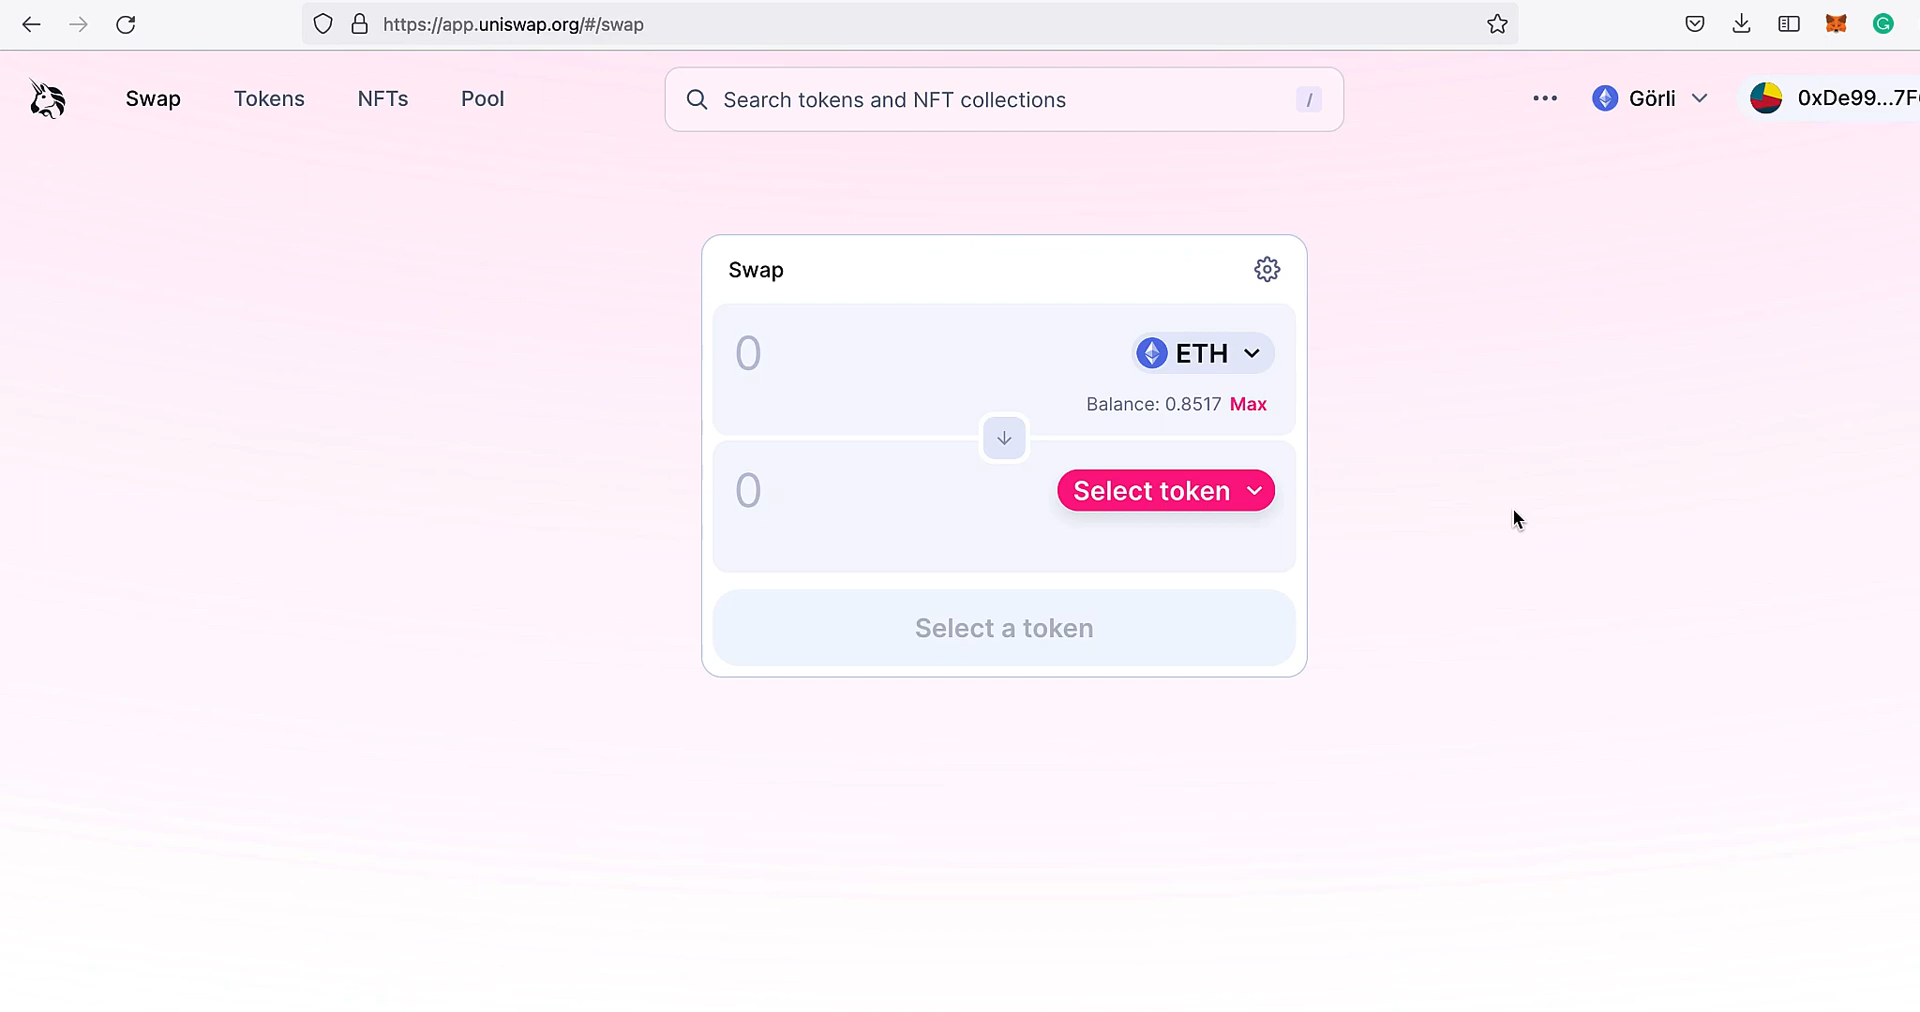 https://app.uniswap.org/#/swap
Swap
Tokens
NFTs
Pool
Search tokens and NFT collections
/
Görli
0xDe99...7F
Swap
0
ETH
Balance: 0.8517 Max
0
Select token
Select a token